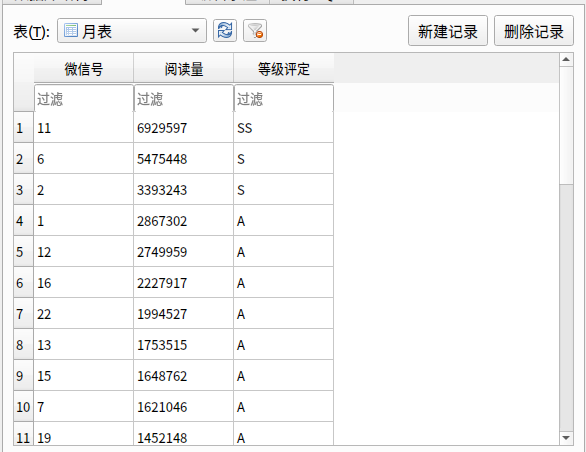 表(T): 月表 新建记录 删除记录
微信号 阅读量 等级评定
过滤 过滤 过滤
1 11 6929597 SS
2 6 5475448 S
3 2 3393243 S
4 1 2867302 A
5 12 2749959 A
6 16 2227917 A
7 22 1994527 A
8 13 1753515 A
9 15 1648762 A
10 7 1621046 A
11 19 1452148 A